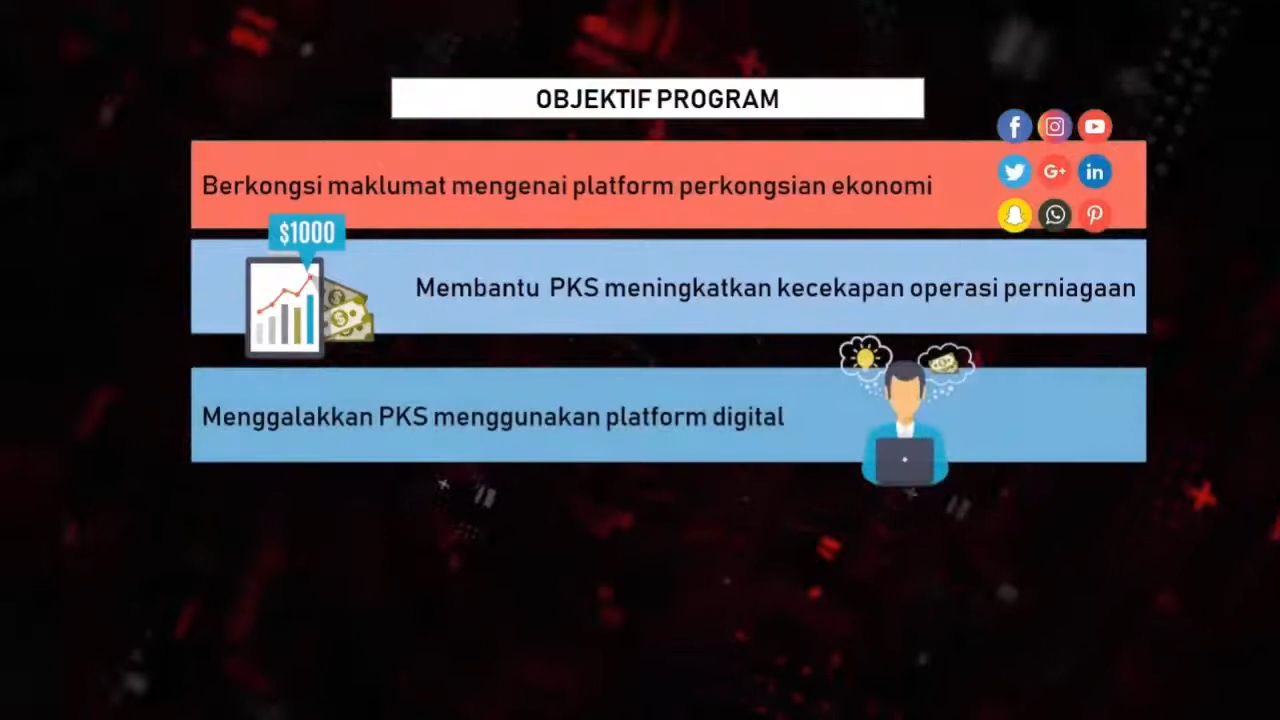 OBJEKTIF PROGRAM
Berkongsi maklumat mengenai platform perkongsian ekonomi
$1000
Membantu PKS meningkatkan kecekapan operasi perniagaan
Menggalakkan PKS menggunakan platform digital